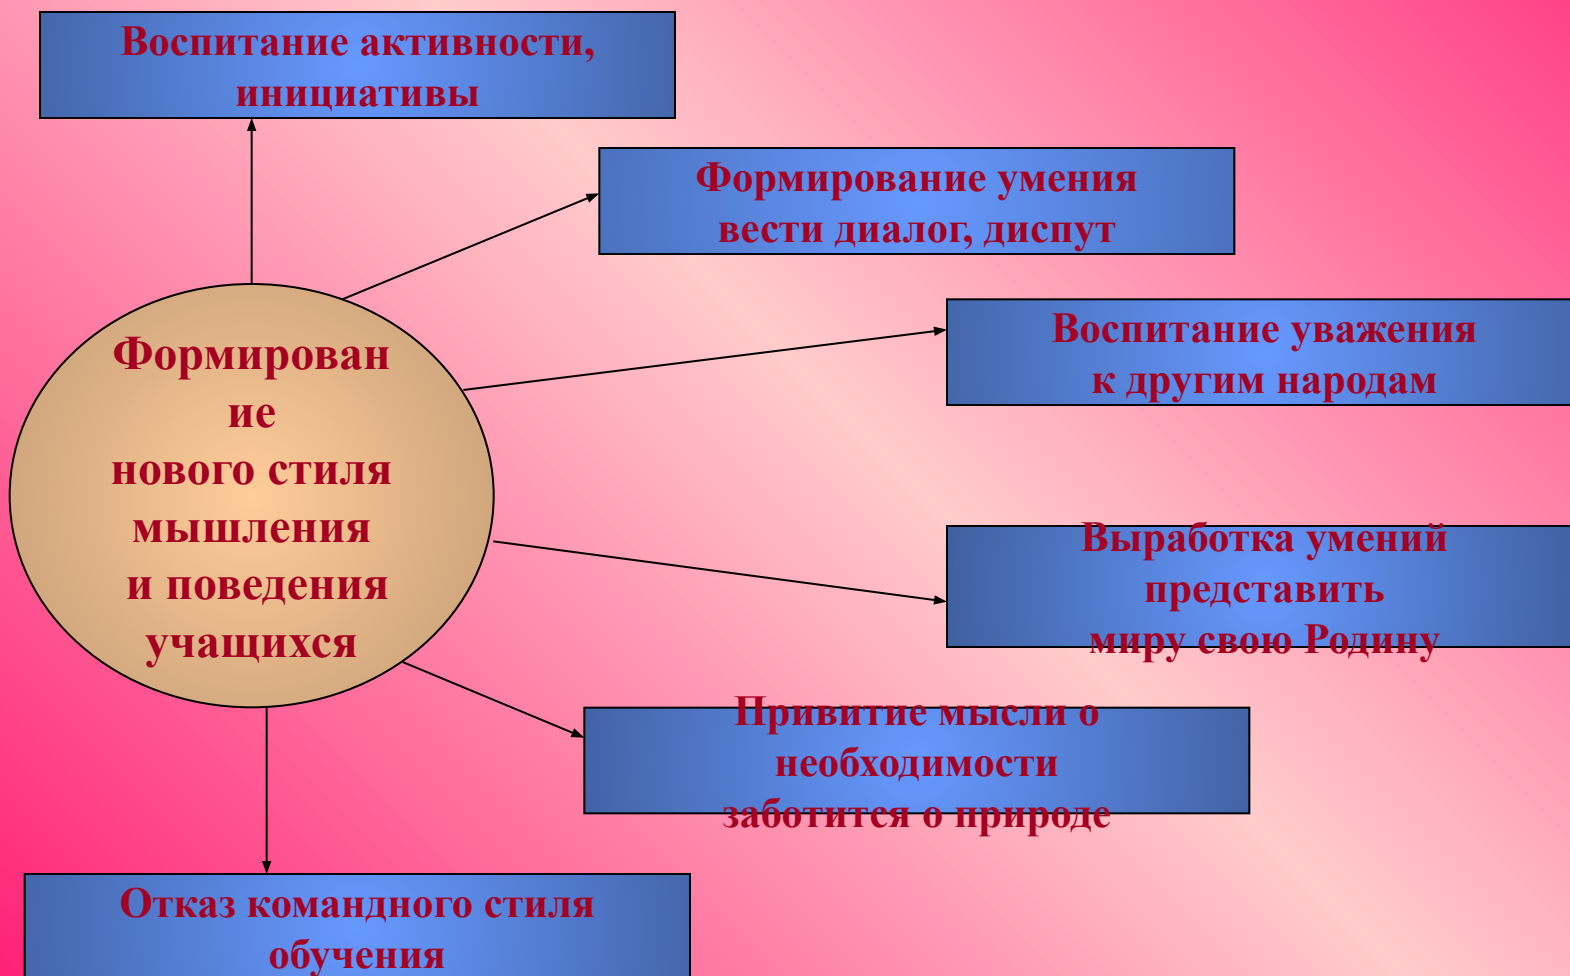 Воспитание активности,
инициативы
Формирование умения
вести диалог, диспут
Воспитание уважения
к другим народам
Формирован
ие
нового стиля
мышления
и поведения
учащихся
Выработка умений
представить
миру свою Родину
Привитие мысли о
необходимости
заботится о природе
Отказ командного стиля
обучения